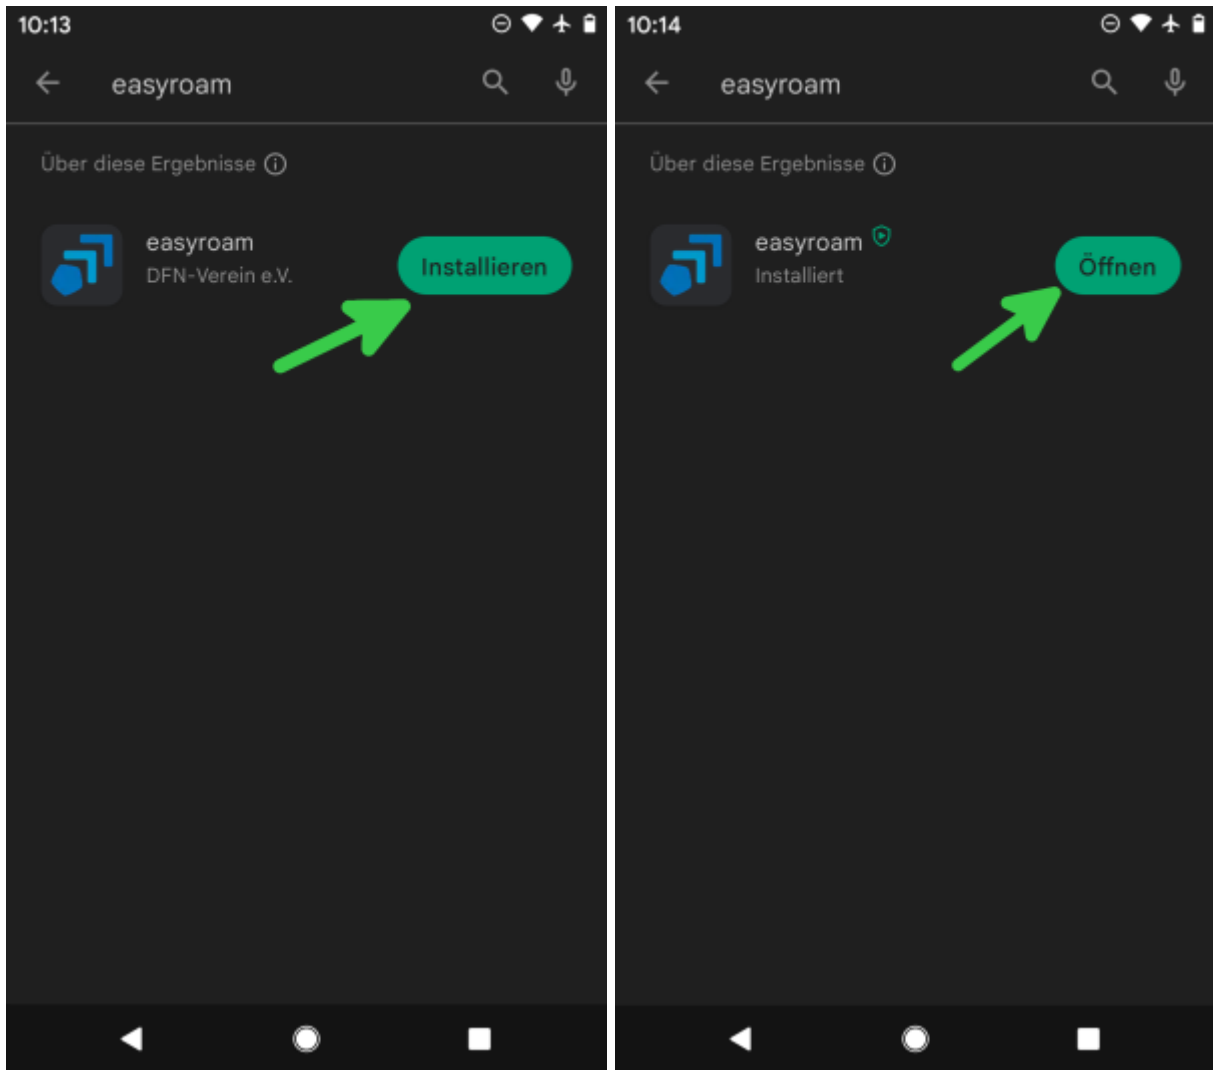 10:13
easyroam
Über diese Ergebnisse
easyroam
DFN-Verein e.V.
Installieren
10:14
easyroam
Über diese Ergebnisse
easyroam
Installiert
Öffnen